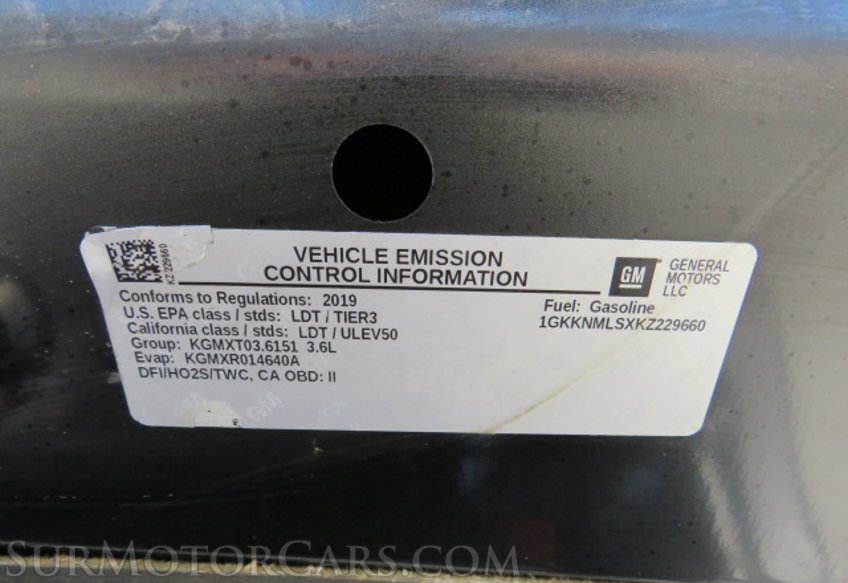 KZ 229660
VEHICLE EMISSION
CONTROL INFORMATION
GM
GENERAL
MOTORS
LLC
Conforms to Regulations: 2019
U.S. EPA class / stds: LDT / TIER3
California class / stds: LDT / ULEV50
Group: KGMXT03.6151 3.6L
Evap: KGMXR014640A
DFI/HO2S/TWC, CA OBD: II
Fuel: Gasoline
1GKKNMLSXKZ229660
SURMOTORCARS.COM